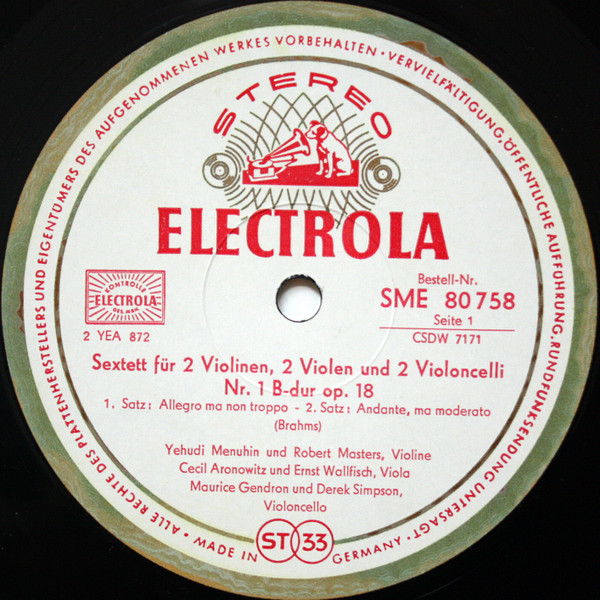 ALLE RECHTE DES PLATTENHERSTELLERS UND EIGENTÜMERS DES AUFGENOMMENEN WERKES VORBEHALTEN · VERVIELFÄLTIGUNG, ÖFFENTLICHE AUFFÜHRUNG, RUNDFUNKSENDUNG UNTERSAGT ·
STEREO
ELECTROLA
KONTROLLE
ELECTROLA
GES.MBH
2 YEA 872
Bestell-Nr.
SME 80758
Seite 1
CSDW 7171
Sextett für 2 Violinen, 2 Violen und 2 Violoncelli
Nr. 1 B-dur op. 18
1. Satz: Allegro ma non troppo - 2. Satz: Andante, ma moderato
(Brahms)
Yehudi Menuhin und Robert Masters, Violine
Cecil Aronowitz und Ernst Wallfisch, Viola
Maurice Gendron und Derek Simpson,
Violoncello
· MADE IN GERMANY ·
ST 33